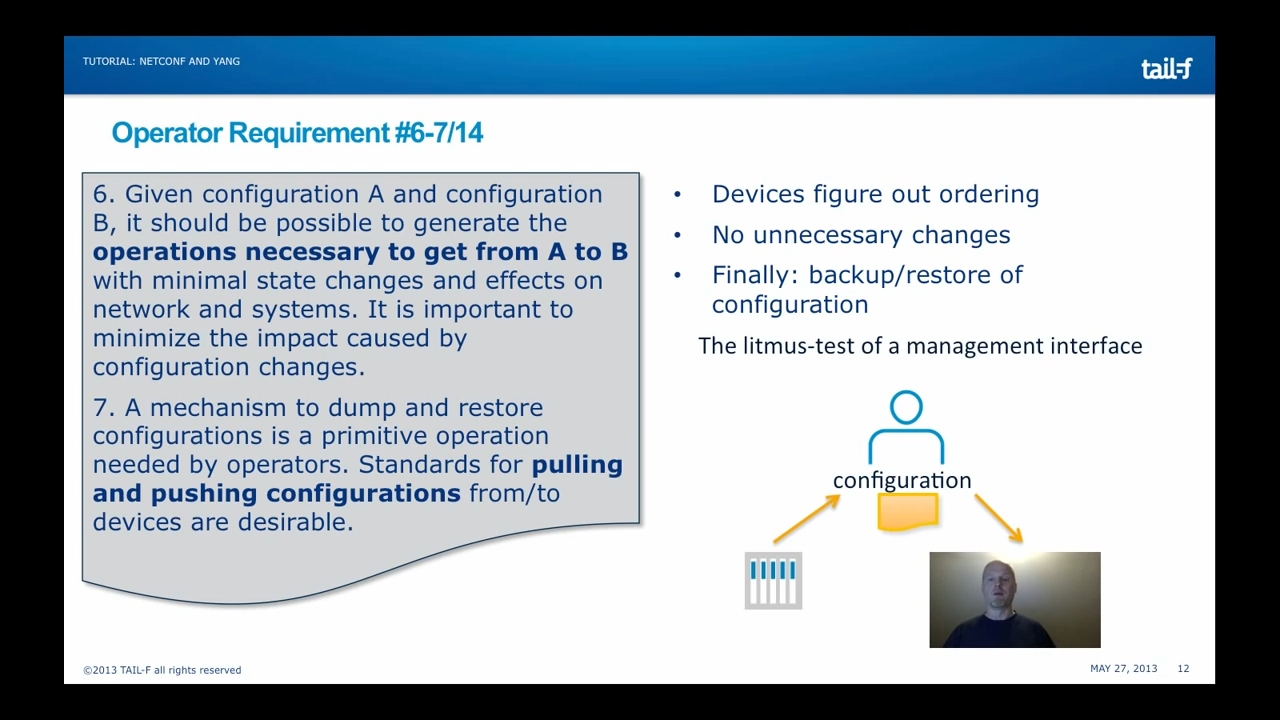 TUTORIAL: NETCONF AND YANG
tail-f
Operator Requirement #6-7/14
6. Given configuration A and configuration
B, it should be possible to generate the
operations necessary to get from A to B
with minimal state changes and effects on
network and systems. It is important to
minimize the impact caused by
configuration changes.
7. A mechanism to dump and restore
configurations is a primitive operation
needed by operators. Standards for pulling
and pushing configurations from/to
devices are desirable.
• Devices figure out ordering
• No unnecessary changes
• Finally: backup/restore of
configuration
The litmus-test of a management interface
configuration
©2013 TAIL-F all rights reserved
MAY 27, 2013 12